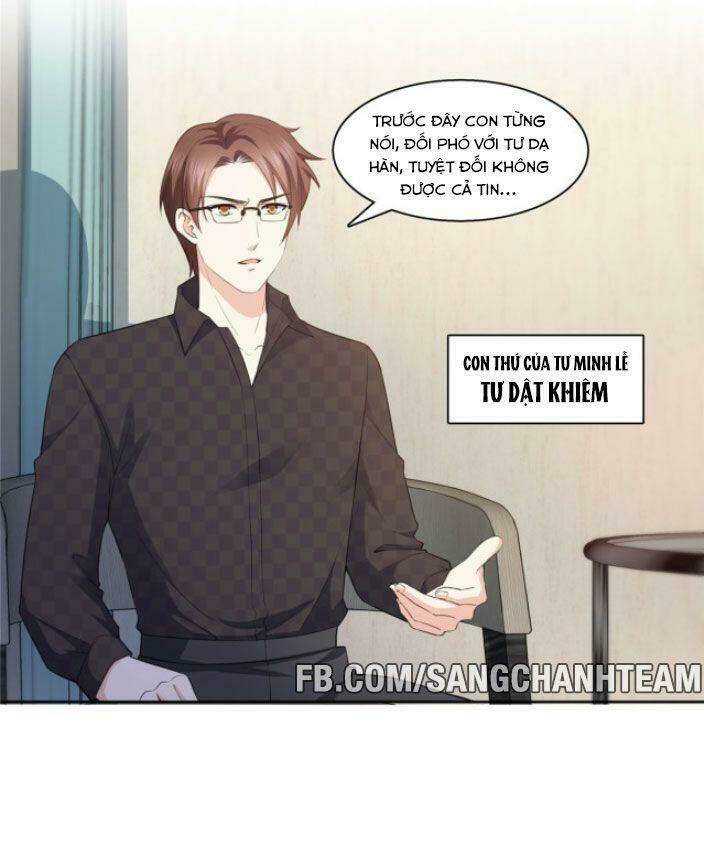 TRƯỚC ĐÂY CON TỪNG
NÓI, ĐỐI PHÓ VỚI TƯ DẠ
HÀN, TUYỆT ĐỐI KHÔNG
ĐƯỢC CẢ TIN...
CON THỨ CỦA TƯ MINH LỄ
TƯ DẬT KHIÊM
FB.COM/SANGCHANHTEAM